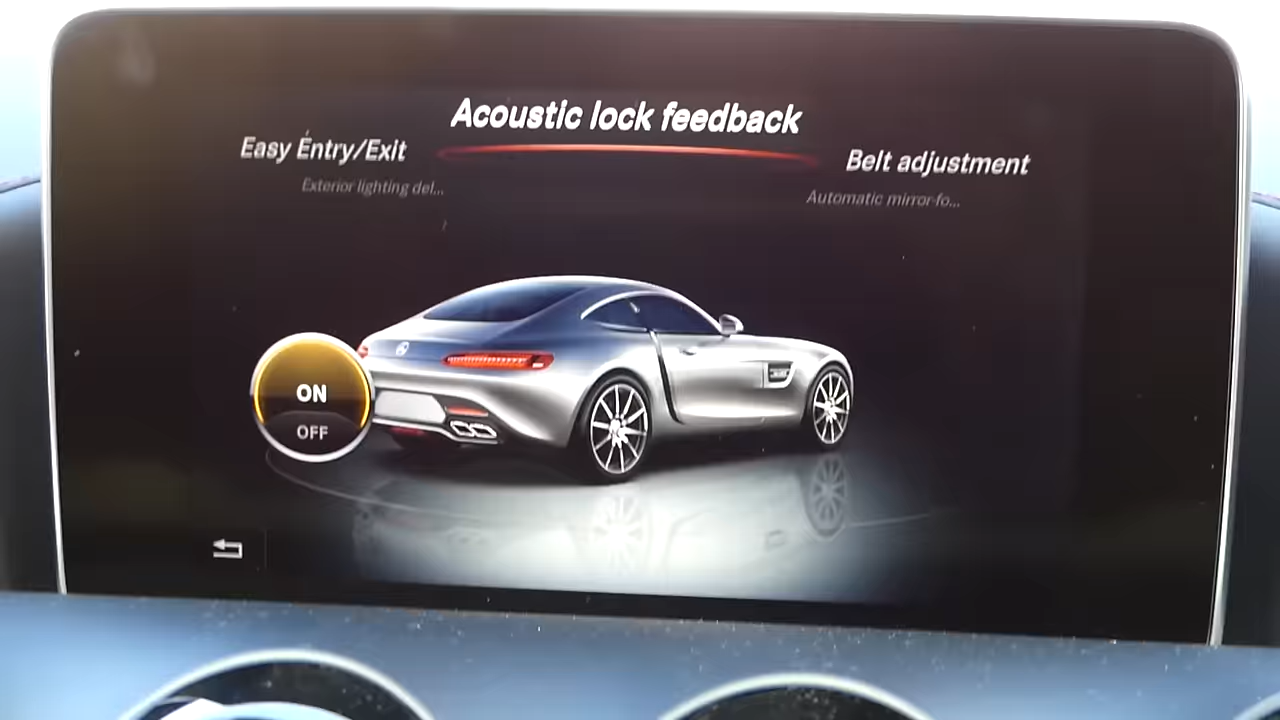 Acoustic lock feedback
Easy Entry/Exit
Belt adjustment
Exterior lighting del...
Automatic mirror-fo...
ON
OFF